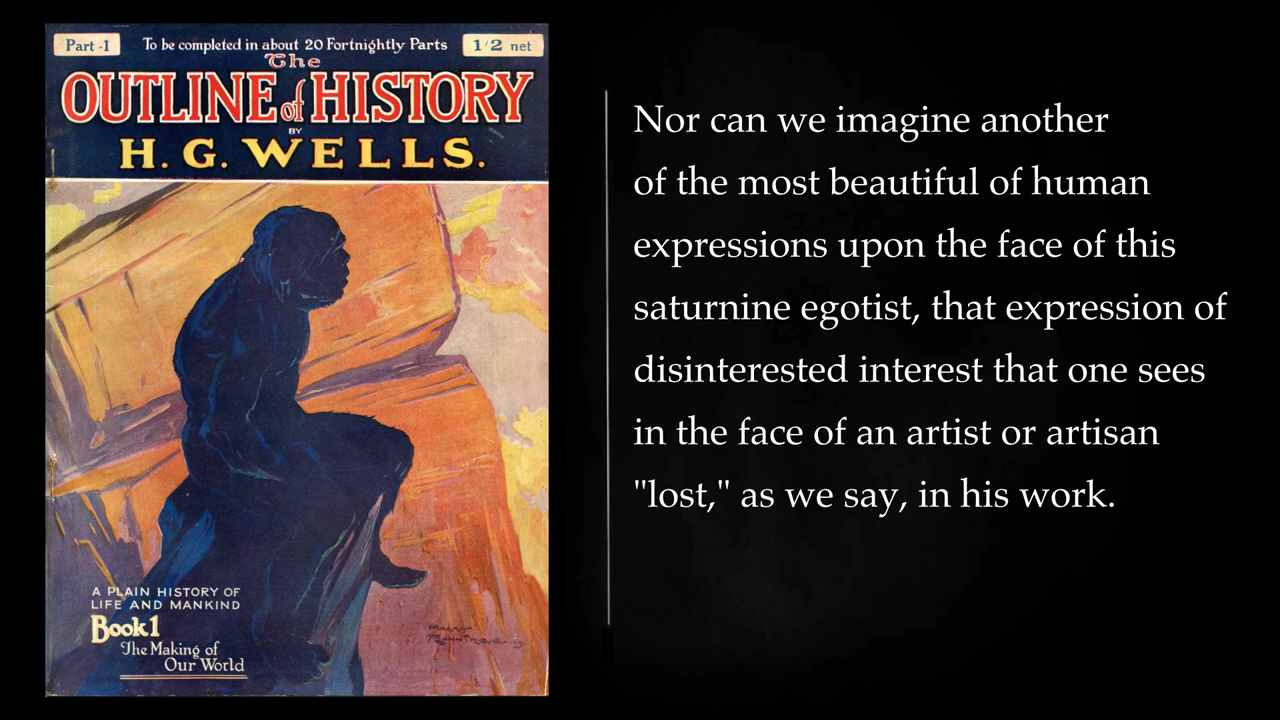 Part -1
To be completed in about 20 Fortnightly Parts
1/2 net
The
OUTLINE of HISTORY
BY
H. G. WELLS.
A PLAIN HISTORY OF
LIFE AND MANKIND
Book 1
The Making of
Our World
Nor can we imagine another
of the most beautiful of human
expressions upon the face of this
saturnine egotist, that expression of
disinterested interest that one sees
in the face of an artist or artisan
"lost," as we say, in his work.